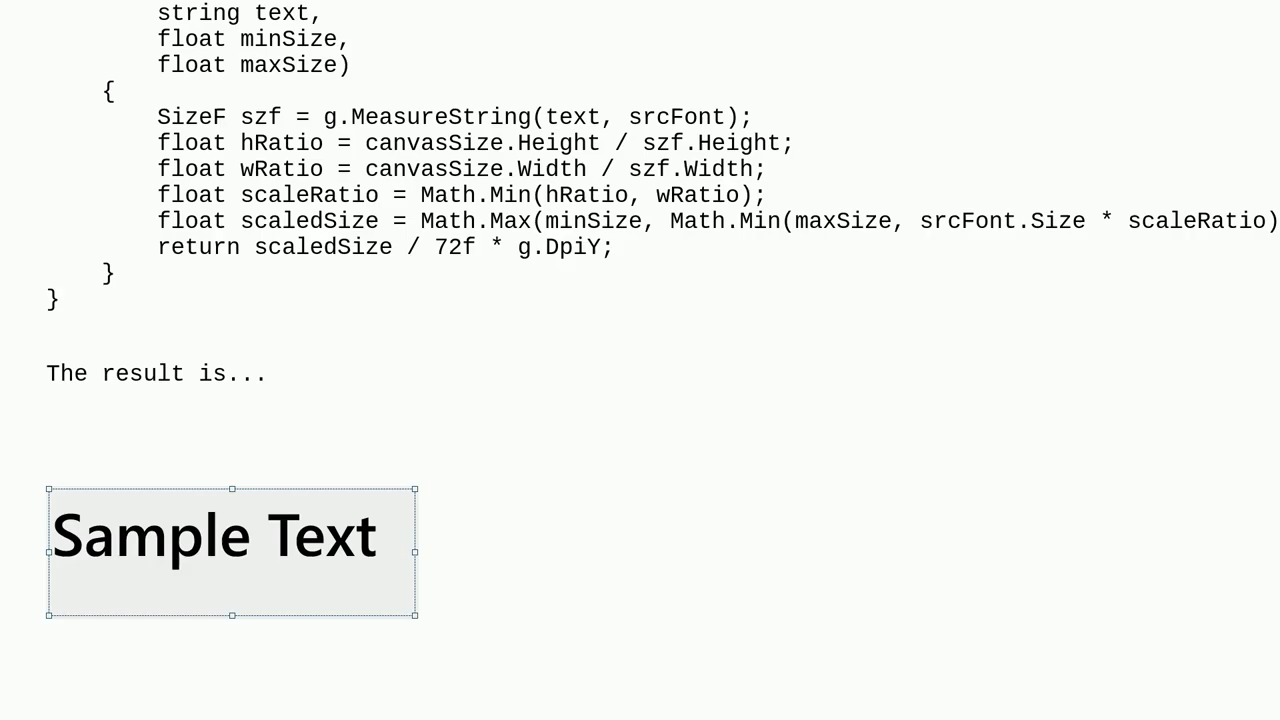 string text,
float minSize,
float maxSize)
{
SizeF szf = g.MeasureString(text, srcFont);
float hRatio = canvasSize.Height / szf.Height;
float wRatio = canvasSize.Width / szf.Width;
float scaleRatio = Math.Min(hRatio, wRatio);
float scaledSize = Math.Max(minSize, Math.Min(maxSize, srcFont.Size * scaleRatio)
return scaledSize / 72f * g.DpiY;
}
}
The result is...
Sample Text